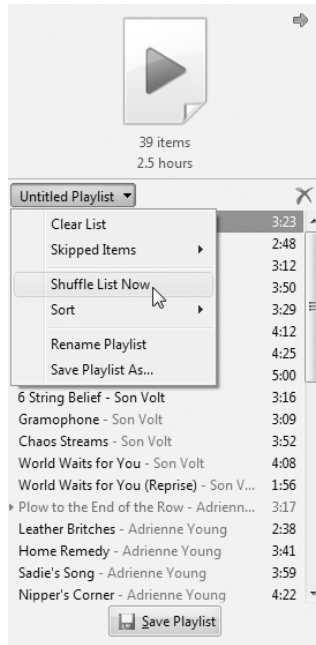 39 items
2.5 hours
Untitled Playlist
Clear List 3:23
Skipped Items 2:48
3:12
Shuffle List Now 3:50
Sort 3:29
4:12
Rename Playlist 4:25
Save Playlist As... 5:00
6 String Belief - Son Volt 3:16
Gramophone - Son Volt 3:09
Chaos Streams - Son Volt 3:52
World Waits for You - Son Volt 4:08
World Waits for You (Reprise) - Son V... 1:56
Plow to the End of the Row - Adrienn... 3:17
Leather Britches - Adrienne Young 2:38
Home Remedy - Adrienne Young 3:41
Sadie's Song - Adrienne Young 3:59
Nipper's Corner - Adrienne Young 4:22
Save Playlist